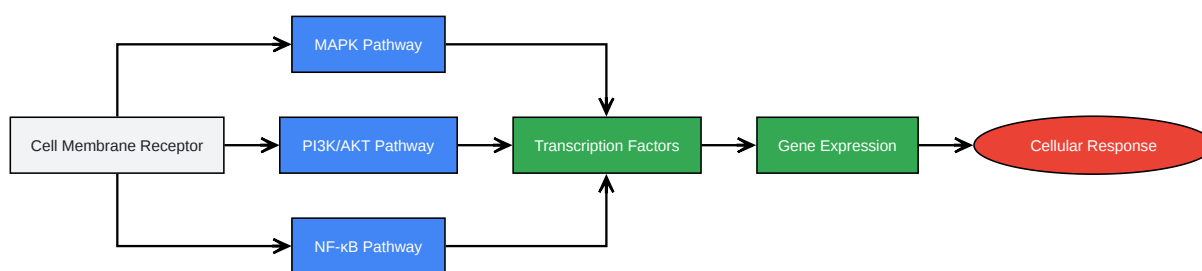 MAPK Pathway
Cell Membrane Receptor
PI3K/AKT Pathway
Transcription Factors
Gene Expression
Cellular Response
NF-κB Pathway